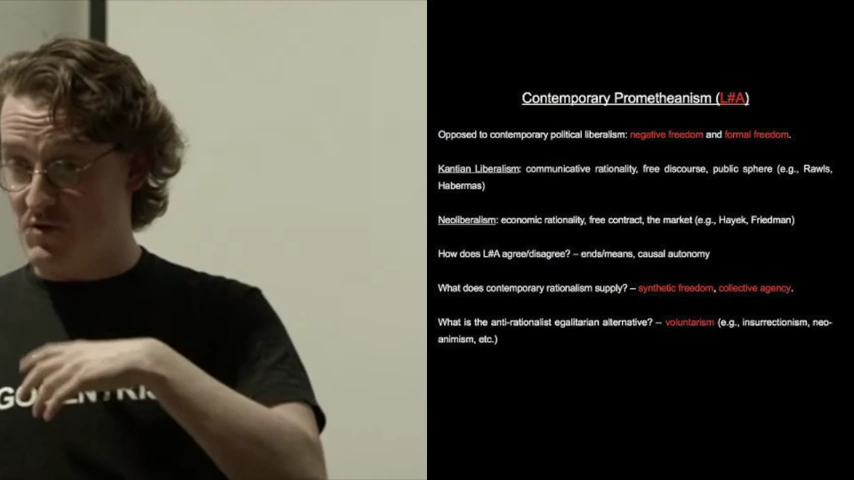 Contemporary Prometheanism (L#A)
Opposed to contemporary political liberalism: negative freedom and formal freedom.
Kantian Liberalism: communicative rationality, free discourse, public sphere (e.g., Rawls,
Habermas)
Neoliberalism: economic rationality, free contract, the market (e.g., Hayek, Friedman)
How does L#A agree/disagree? – ends/means, causal autonomy
What does contemporary rationalism supply? – synthetic freedom, collective agency.
What is the anti-rationalist egalitarian alternative? – voluntarism (e.g., insurrectionism, neo-
animism, etc.)